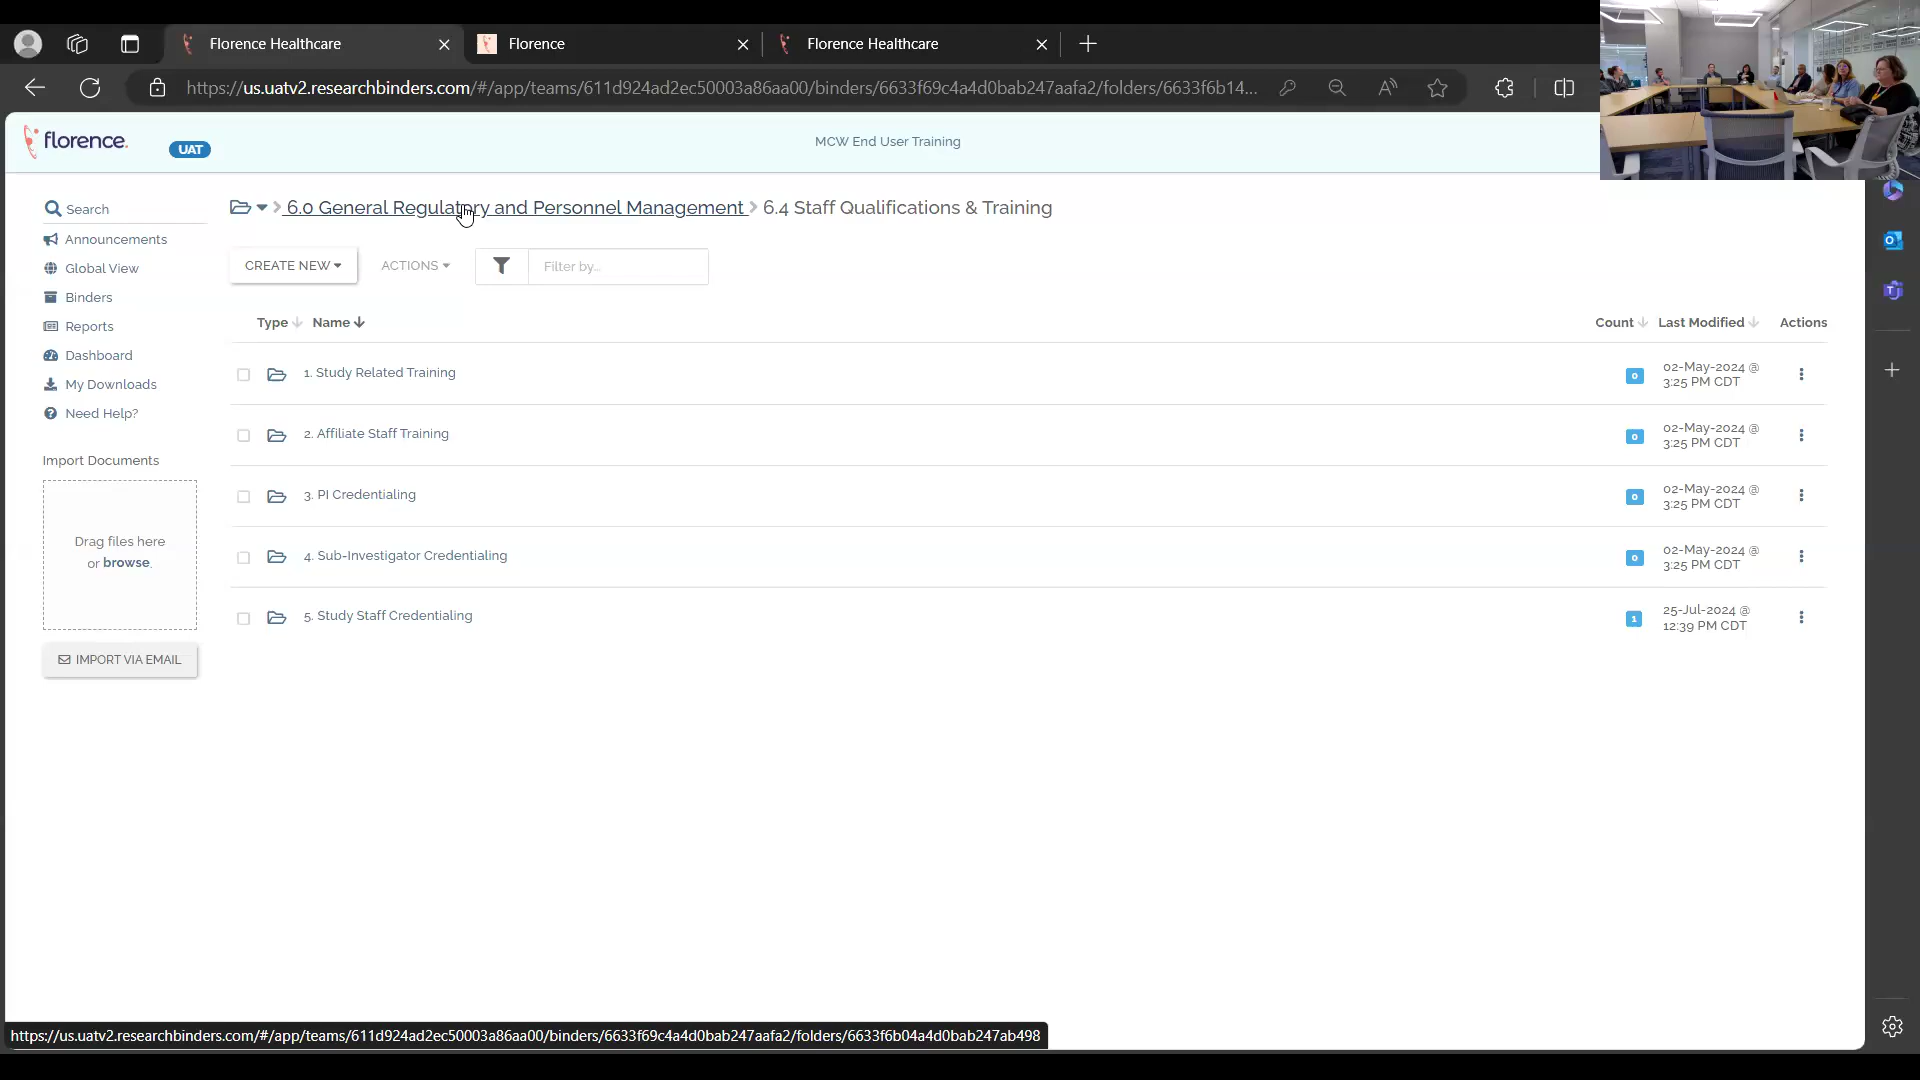 Florence Healthcare
Florence
Florence Healthcare
https://us.uatv2.researchbinders.com/#/app/teams/611d924ad2ec50003a86aa00/binders/6633f69c4a4d0bab247aafa2/folders/6633f6b14...
florence.
UAT
MCW End User Training
6.0 General Regulatory and Personnel Management > 6.4 Staff Qualifications & Training
Search
Announcements
Global View
Binders
Reports
Dashboard
My Downloads
Need Help?
Import Documents
Drag files here
or browse.
IMPORT VIA EMAIL
CREATE NEW
ACTIONS
Filter by...
Type Name Count Last Modified Actions
1. Study Related Training 0 02-May-2024 @
3:25 PM CDT
2. Affiliate Staff Training 0 02-May-2024 @
3:25 PM CDT
3. PI Credentialing 0 02-May-2024 @
3:25 PM CDT
4. Sub-Investigator Credentialing 0 02-May-2024 @
3:25 PM CDT
5. Study Staff Credentialing 1 25-Jul-2024 @
12:39 PM CDT
https://us.uatv2.researchbinders.com/#/app/teams/611d924ad2ec50003a86aa00/binders/6633f69c4a4d0bab247aafa2/folders/6633f6b04a4d0bab247ab498